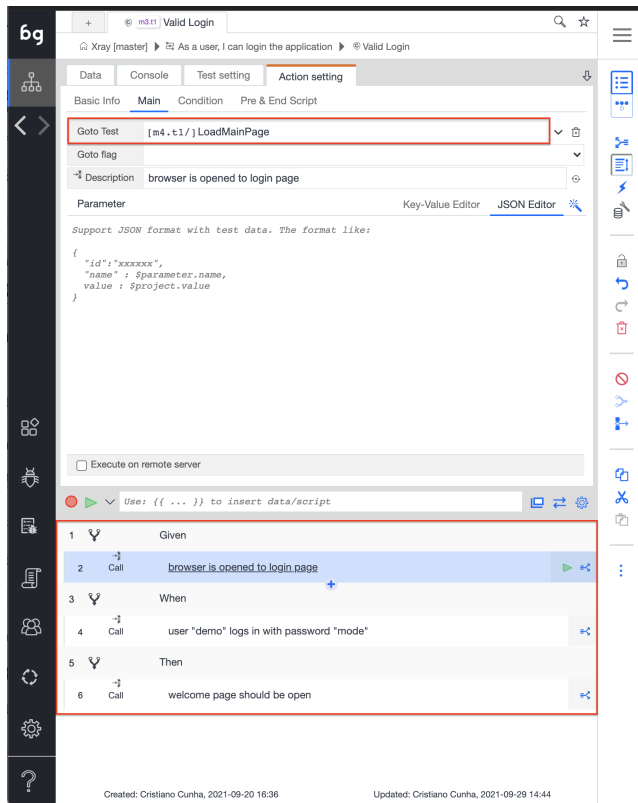 6g
+
m3.t1 Valid Login
Xray [master] As a user, I can login the application Valid Login
Data Console Test setting Action setting
Basic Info Main Condition Pre & End Script
Goto Test [m4.t1/]LoadMainPage
Goto flag
Description browser is opened to login page
Parameter Key-Value Editor JSON Editor
Support JSON format with test data. The format like:
{
"id":"xxxxxx",
"name" : $parameter.name,
value : $project.value
}
Execute on remote server
Use: {{ ... }} to insert data/script
1 Given
2 Call browser is opened to login page
3 When
4 Call user "demo" logs in with password "mode"
5 Then
6 Call welcome page should be open
Created: Cristiano Cunha, 2021-09-20 16:36 Updated: Cristiano Cunha, 2021-09-29 14:44